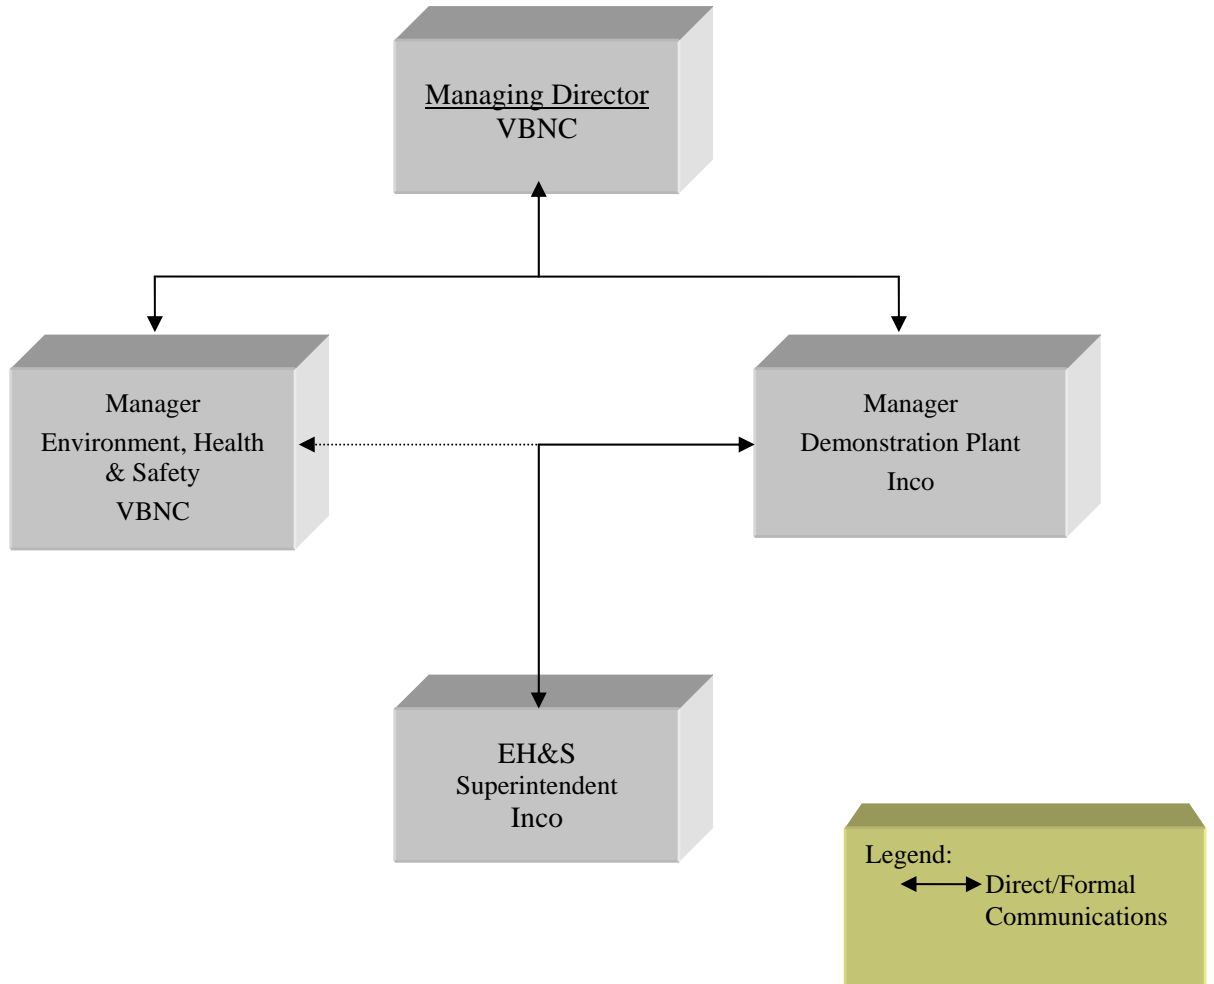 Managing Director
VBNC
Manager
Environment, Health
& Safety
VBNC
Manager
Demonstration Plant
Inco
EH&S
Superintendent
Inco
Legend:
Direct/Formal
Communications